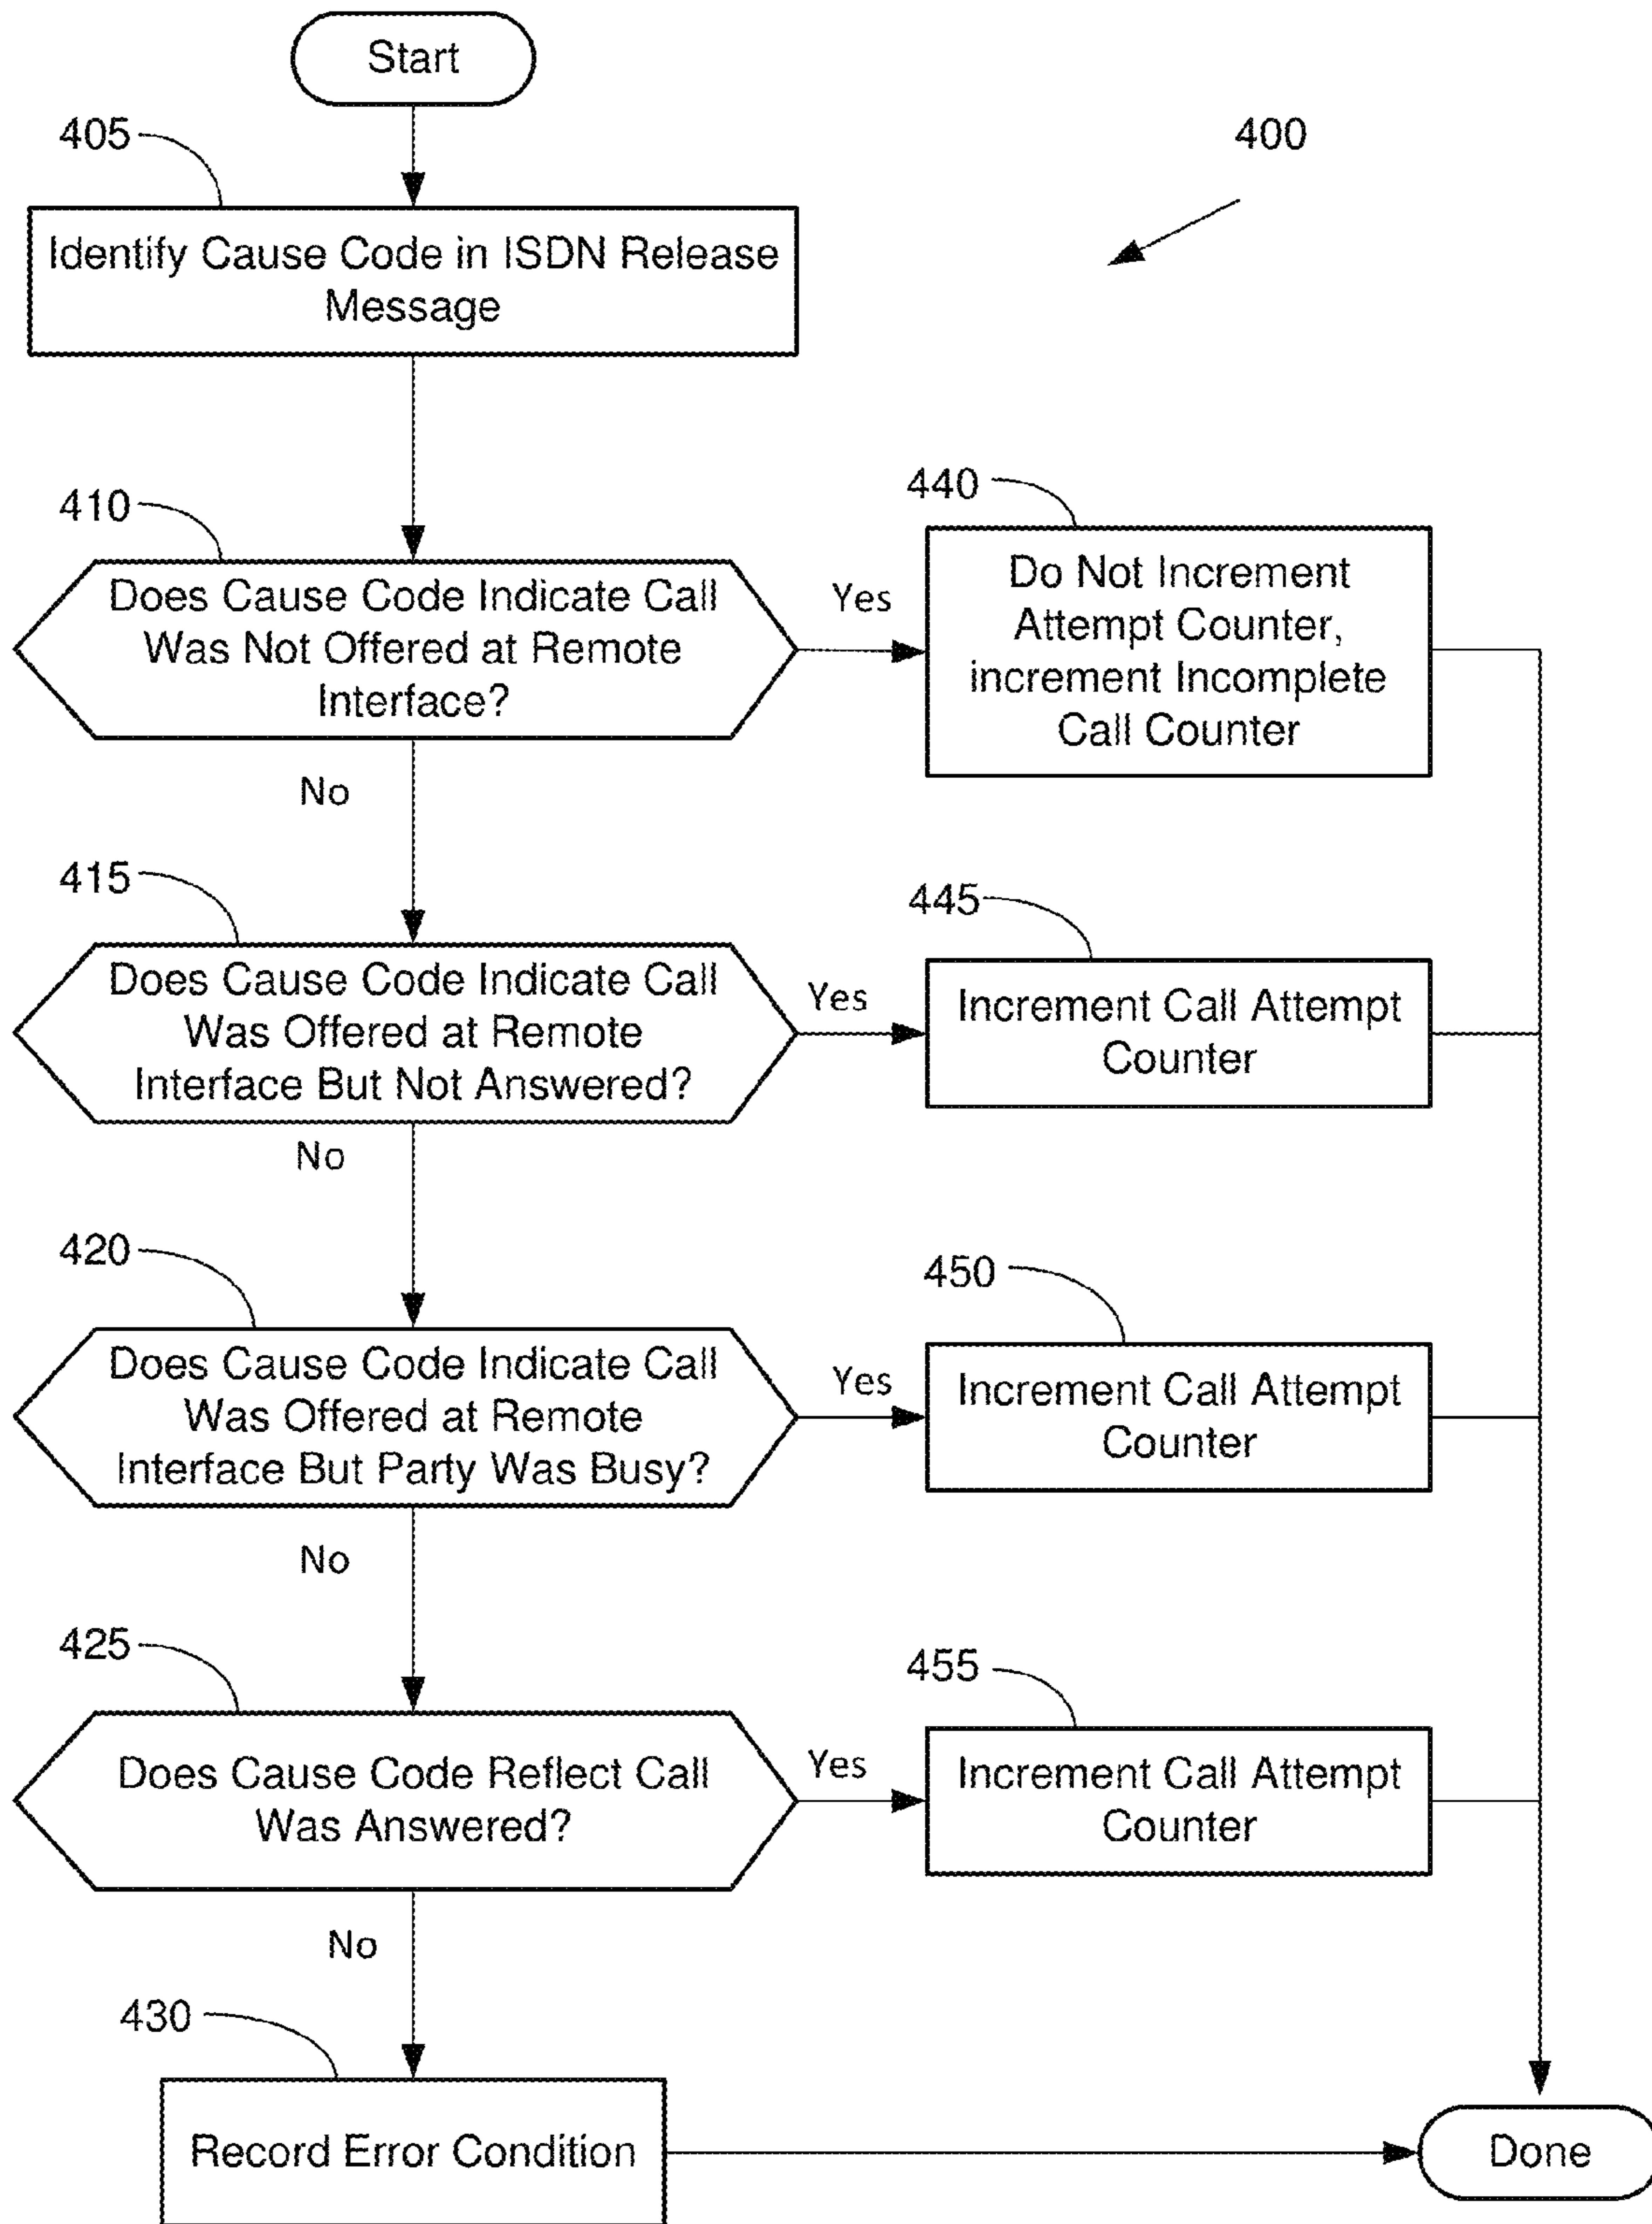 Start
405
400
Identify Cause Code in ISDN Release
Message
410
440
Does Cause Code Indicate Call
Was Not Offered at Remote
Interface?
Yes
Do Not Increment
Attempt Counter,
increment Incomplete
Call Counter
No
415
445
Does Cause Code Indicate Call
Was Offered at Remote
Interface But Not Answered?
Yes
Increment Call Attempt
Counter
No
420
450
Does Cause Code Indicate Call
Was Offered at Remote
Interface But Party Was Busy?
Yes
Increment Call Attempt
Counter
No
425
455
Does Cause Code Reflect Call
Was Answered?
Yes
Increment Call Attempt
Counter
No
430
Record Error Condition
Done